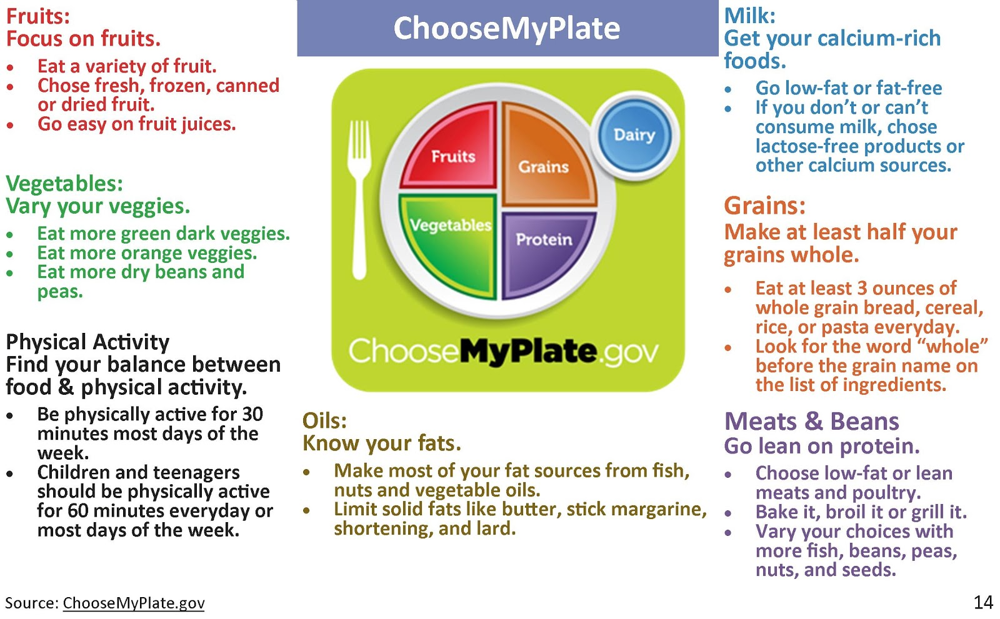 Fruits:
Focus on fruits.
• Eat a variety of fruit.
• Chose fresh, frozen, canned
or dried fruit.
• Go easy on fruit juices.
Vegetables:
Vary your veggies.
• Eat more green dark veggies.
• Eat more orange veggies.
• Eat more dry beans and
peas.
Physical Activity
Find your balance between
food & physical activity.
• Be physically active for 30
minutes most days of the
week.
• Children and teenagers
should be physically active
for 60 minutes everyday or
most days of the week.
ChooseMyPlate
Fruits
Grains
Dairy
Vegetables
Protein
ChooseMyPlate.gov
Oils:
Know your fats.
• Make most of your fat sources from fish,
nuts and vegetable oils.
• Limit solid fats like butter, stick margarine,
shortening, and lard.
Milk:
Get your calcium-rich
foods.
• Go low-fat or fat-free
• If you don’t or can’t
consume milk, chose
lactose-free products or
other calcium sources.
Grains:
Make at least half your
grains whole.
• Eat at least 3 ounces of
whole grain bread, cereal,
rice, or pasta everyday.
• Look for the word “whole”
before the grain name on
the list of ingredients.
Meats & Beans
Go lean on protein.
• Choose low-fat or lean
meats and poultry.
• Bake it, broil it or grill it.
• Vary your choices with
more fish, beans, peas,
nuts, and seeds.
Source: ChooseMyPlate.gov
14